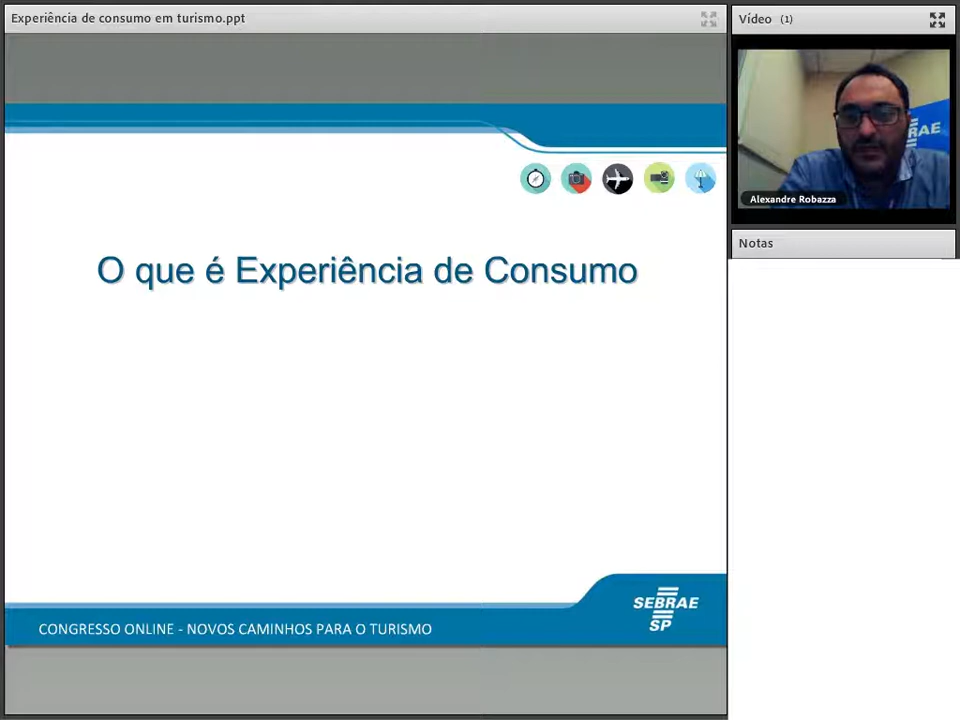 Experiência de consumo em turismo.ppt
Vídeo (1)
RAE
Alexandre Robazza
Notas
O que é Experiência de Consumo
SEBRAE
SP
CONGRESSO ONLINE - NOVOS CAMINHOS PARA O TURISMO